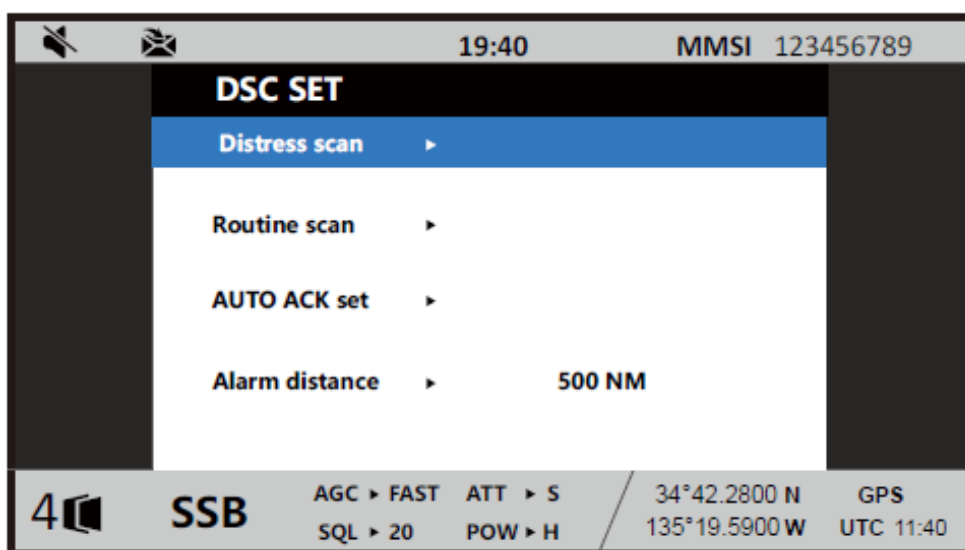 19:40 MMSI 123456789
DSC SET
Distress scan ▸
Routine scan ▸
AUTO ACK set ▸
Alarm distance ▸ 500 NM
4 SSB AGC ▸ FAST ATT ▸ S 34°42.2800 N GPS
SQL ▸ 20 POW ▸ H 135°19.5900 W UTC 11:40